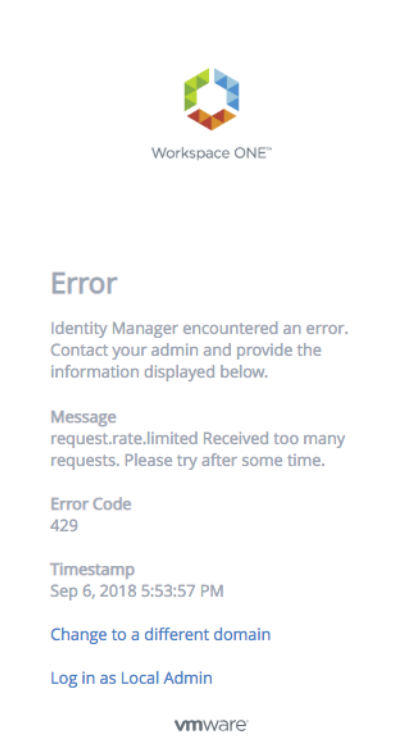 Workspace ONE™
Error
Identity Manager encountered an error.
Contact your admin and provide the
information displayed below.
Message
request.rate.limited Received too many
requests. Please try after some time.
Error Code
429
Timestamp
Sep 6, 2018 5:53:57 PM
Change to a different domain
Log in as Local Admin
vmware